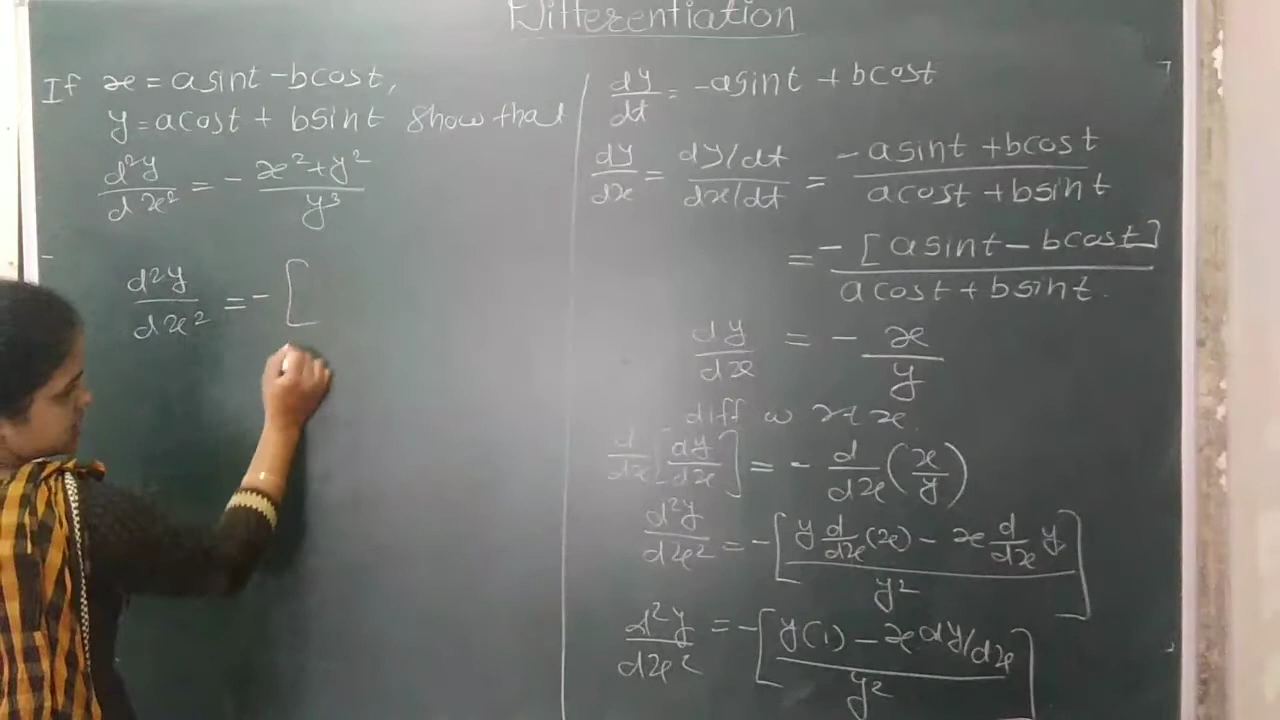 Differentiation
If x = asint - bcost,
y = acost + bsint show that
d²y/dx² = - x² + y² / y³
d²y/dx² = - [
dy/dt = -asint + bcost
dy/dx = dy/dt / dx/dt = -asint + bcost / acost + bsint
= - [asint - bcost] / acost + bsint.
dy/dx = - x/y
diff w r t x.
d/dx [dy/dx] = - d/dx (x/y)
d²y/dx² = - [y d/dx (x) - x d/dx y / y²]
d²y/dx² = - [y(1) - x dy/dx / y²]